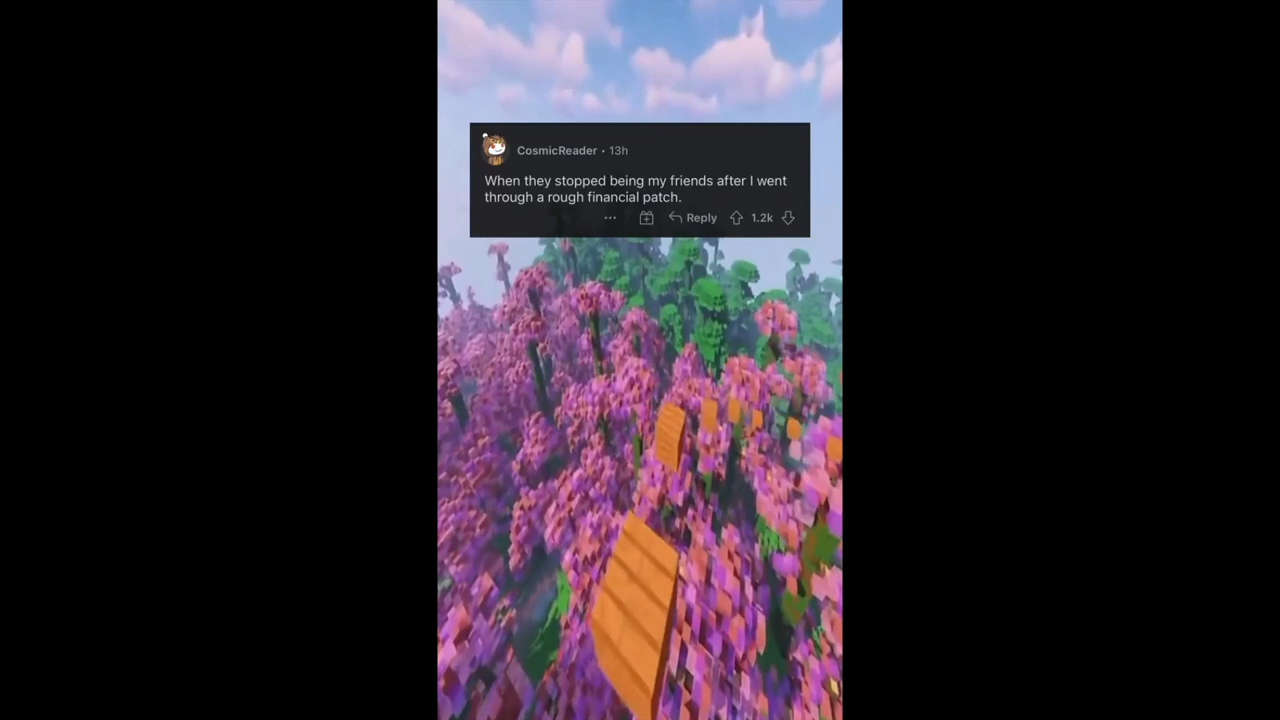 CosmicReader • 13h
When they stopped being my friends after I went
through a rough financial patch.
... Reply 1.2k